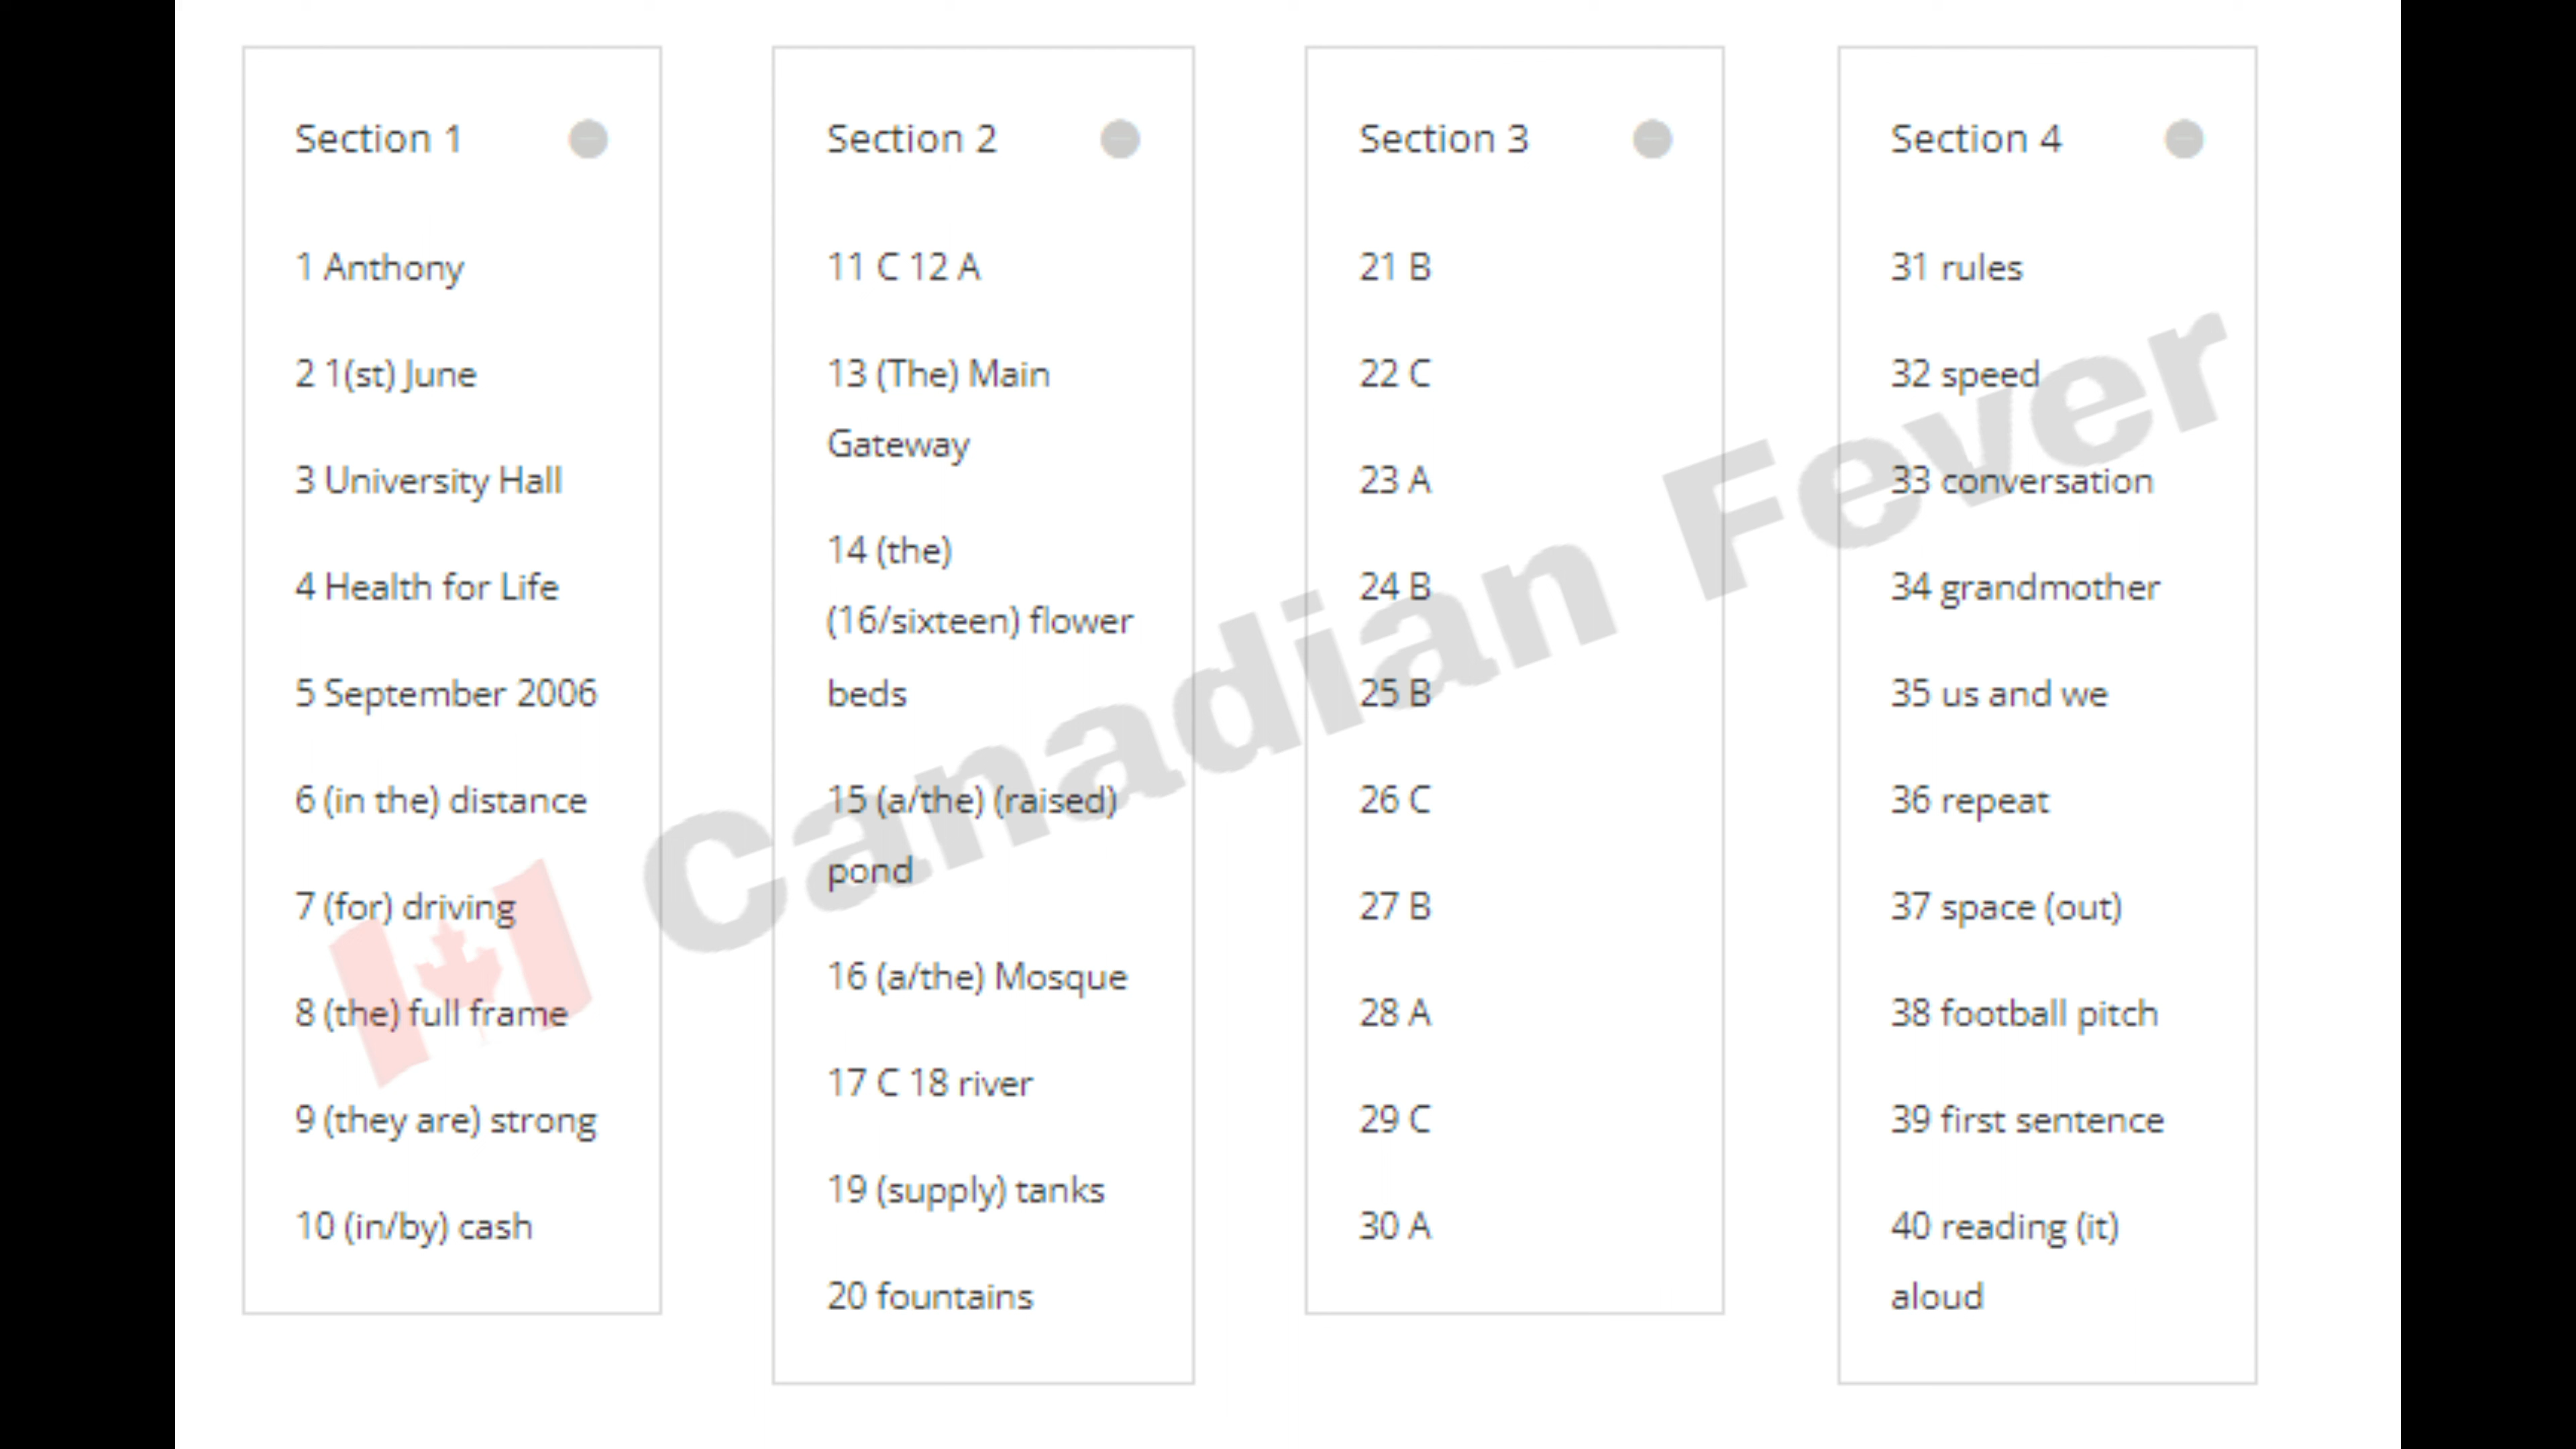 Section 1
1 Anthony
2 1(st) June
3 University Hall
4 Health for Life
5 September 2006
6 (in the) distance
7 (for) driving
8 (the) full frame
9 (they are) strong
10 (in/by) cash
Section 2
11 C 12 A
13 (The) Main
Gateway
14 (the)
(16/sixteen) flower
beds
15 (a/the) (raised)
pond
16 (a/the) Mosque
17 C 18 river
19 (supply) tanks
20 fountains
Section 3
21 B
22 C
23 A
24 B
25 B
26 C
27 B
28 A
29 C
30 A
Section 4
31 rules
32 speed
33 conversation
34 grandmother
35 us and we
36 repeat
37 space (out)
38 football pitch
39 first sentence
40 reading (it)
aloud
Canadian Fever